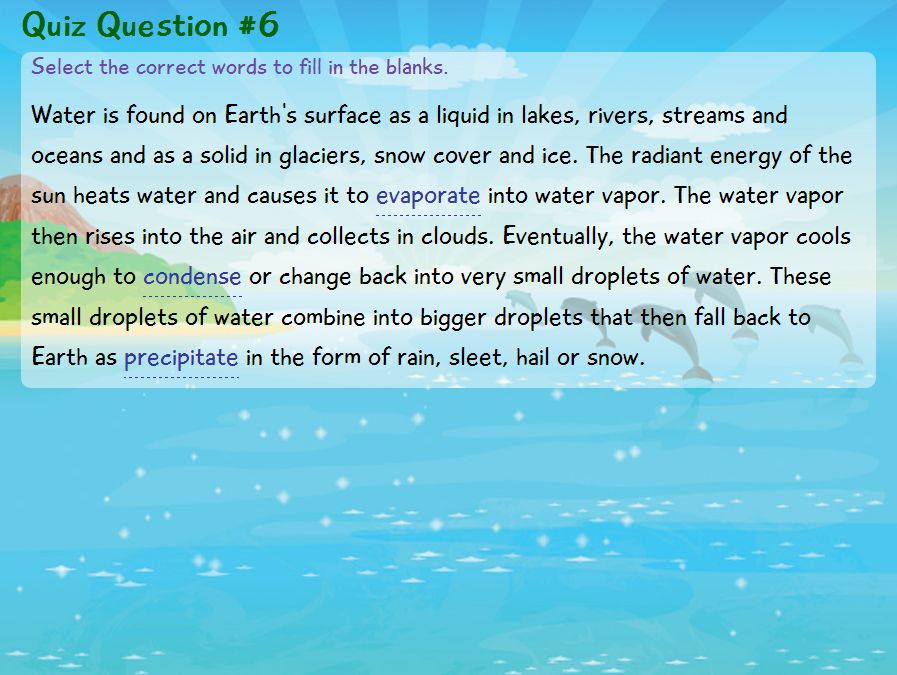 Quiz Question #6
Select the correct words to fill in the blanks.
Water is found on Earth's surface as a liquid in lakes, rivers, streams and
oceans and as a solid in glaciers, snow cover and ice. The radiant energy of the
sun heats water and causes it to evaporate into water vapor. The water vapor
then rises into the air and collects in clouds. Eventually, the water vapor cools
enough to condense or change back into very small droplets of water. These
small droplets of water combine into bigger droplets that then fall back to
Earth as precipitate in the form of rain, sleet, hail or snow.